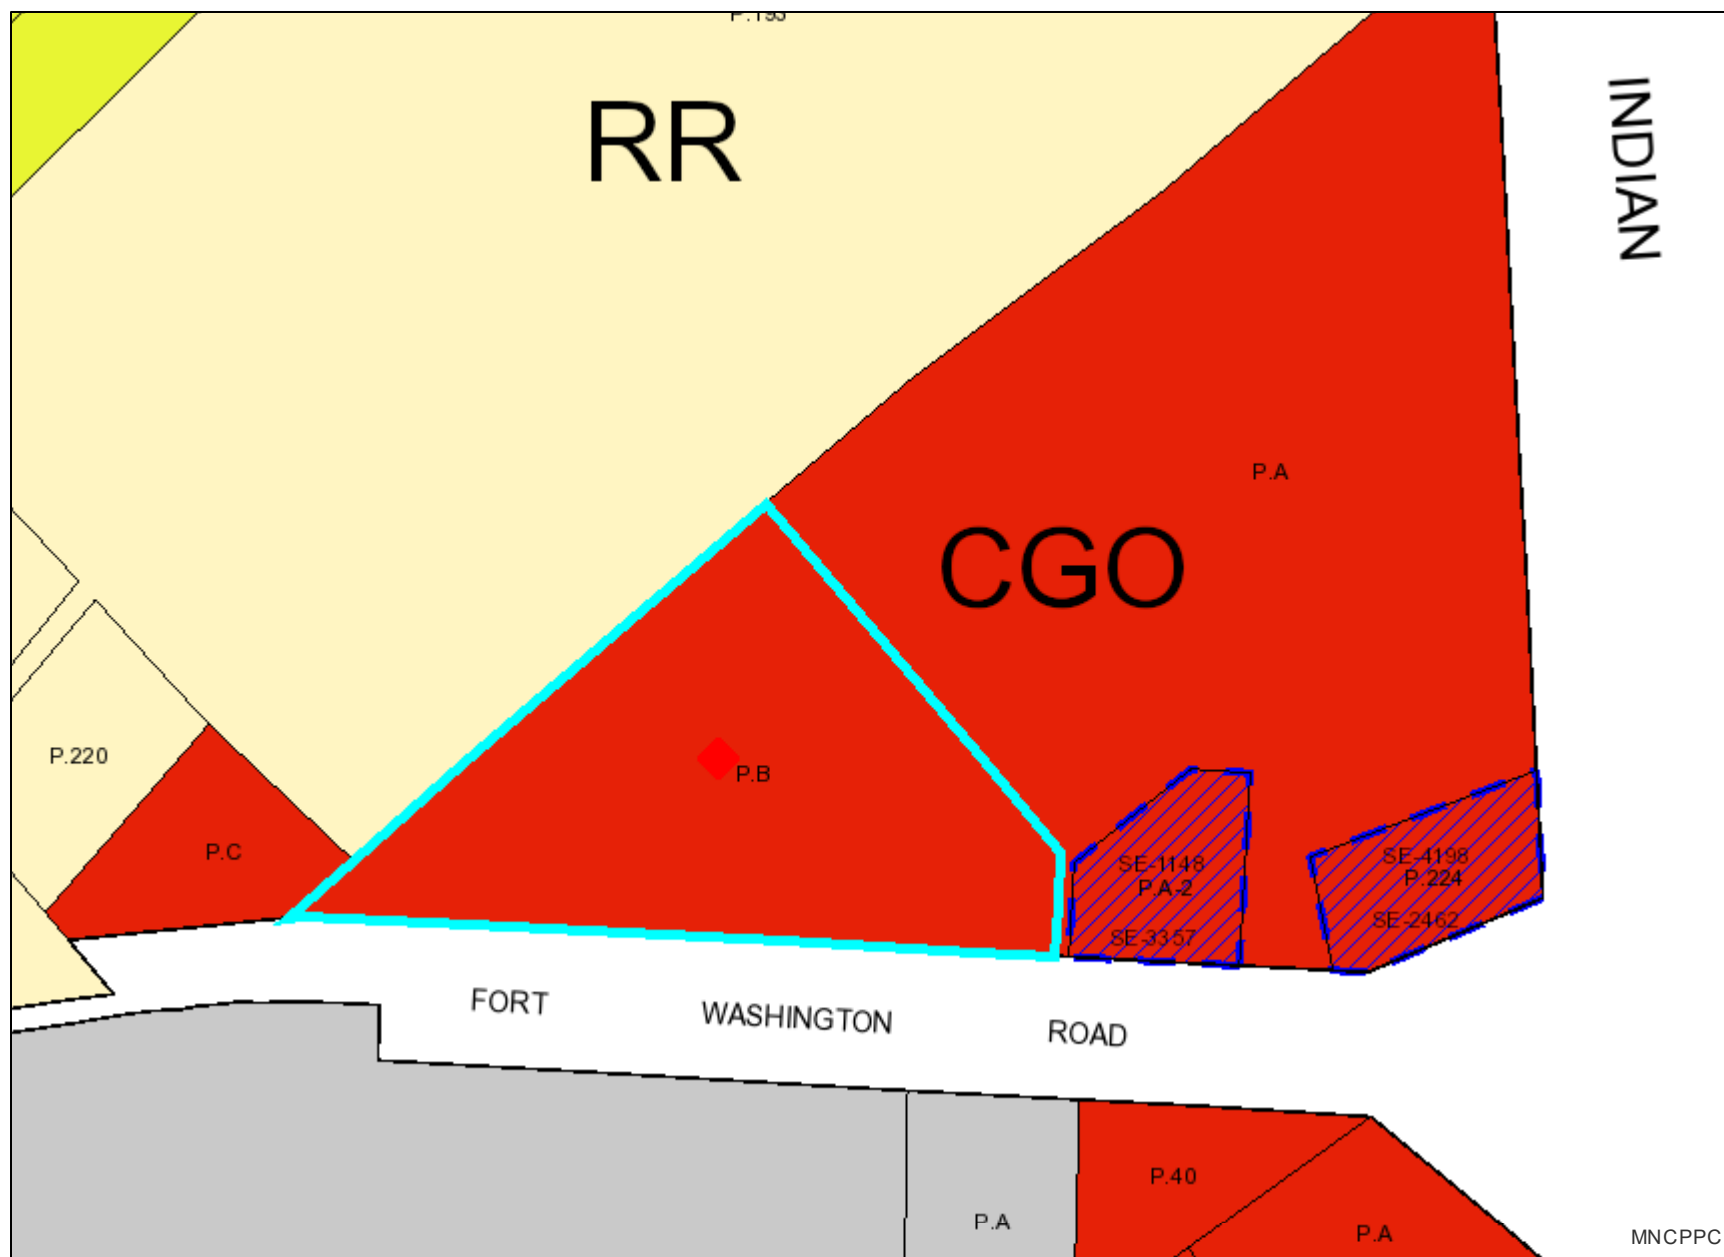 P.193
RR
INDIAN
P.A
CGO
P.220
P.B
P.C
SE-1148
P.A-2
SE-3357
SE-4198
P.224
SE-2462
FORT WASHINGTON ROAD
P.40
P.A
P.A
MNCPPC